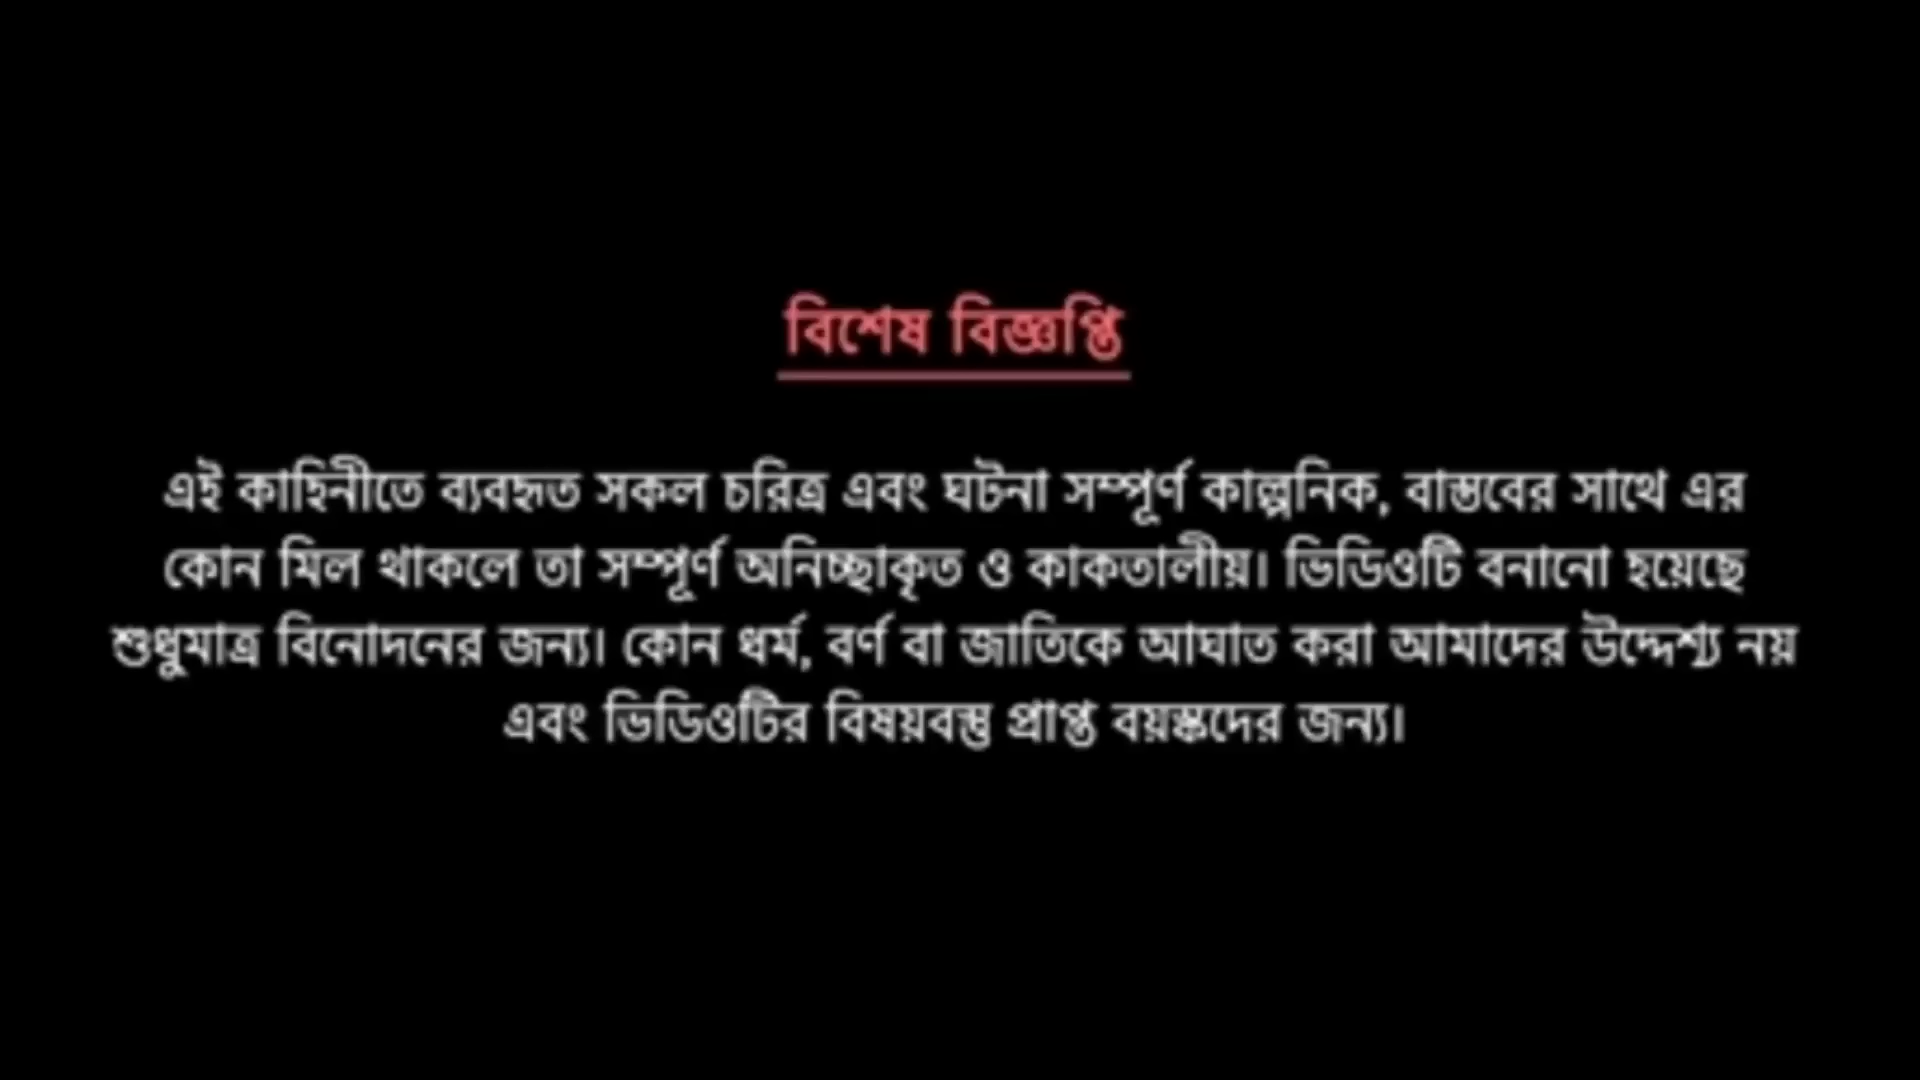 বিশেষ বিজ্ঞপ্তি
এই কাহিনীতে ব্যবহৃত সকল চরিত্র এবং ঘটনা সম্পূর্ণ কাল্পনিক, বাস্তবের সাথে এর
কোন মিল থাকলে তা সম্পূর্ণ অনিচ্ছাকৃত ও কাকতালীয়। ভিডিওটি বনানো হয়েছে
শুধুমাত্র বিনোদনের জন্য। কোন ধর্ম, বর্ণ বা জাতিকে আঘাত করা আমাদের উদ্দেশ্য নয়
এবং ভিডিওটির বিষয়বস্তু প্রাপ্ত বয়স্কদের জন্য।